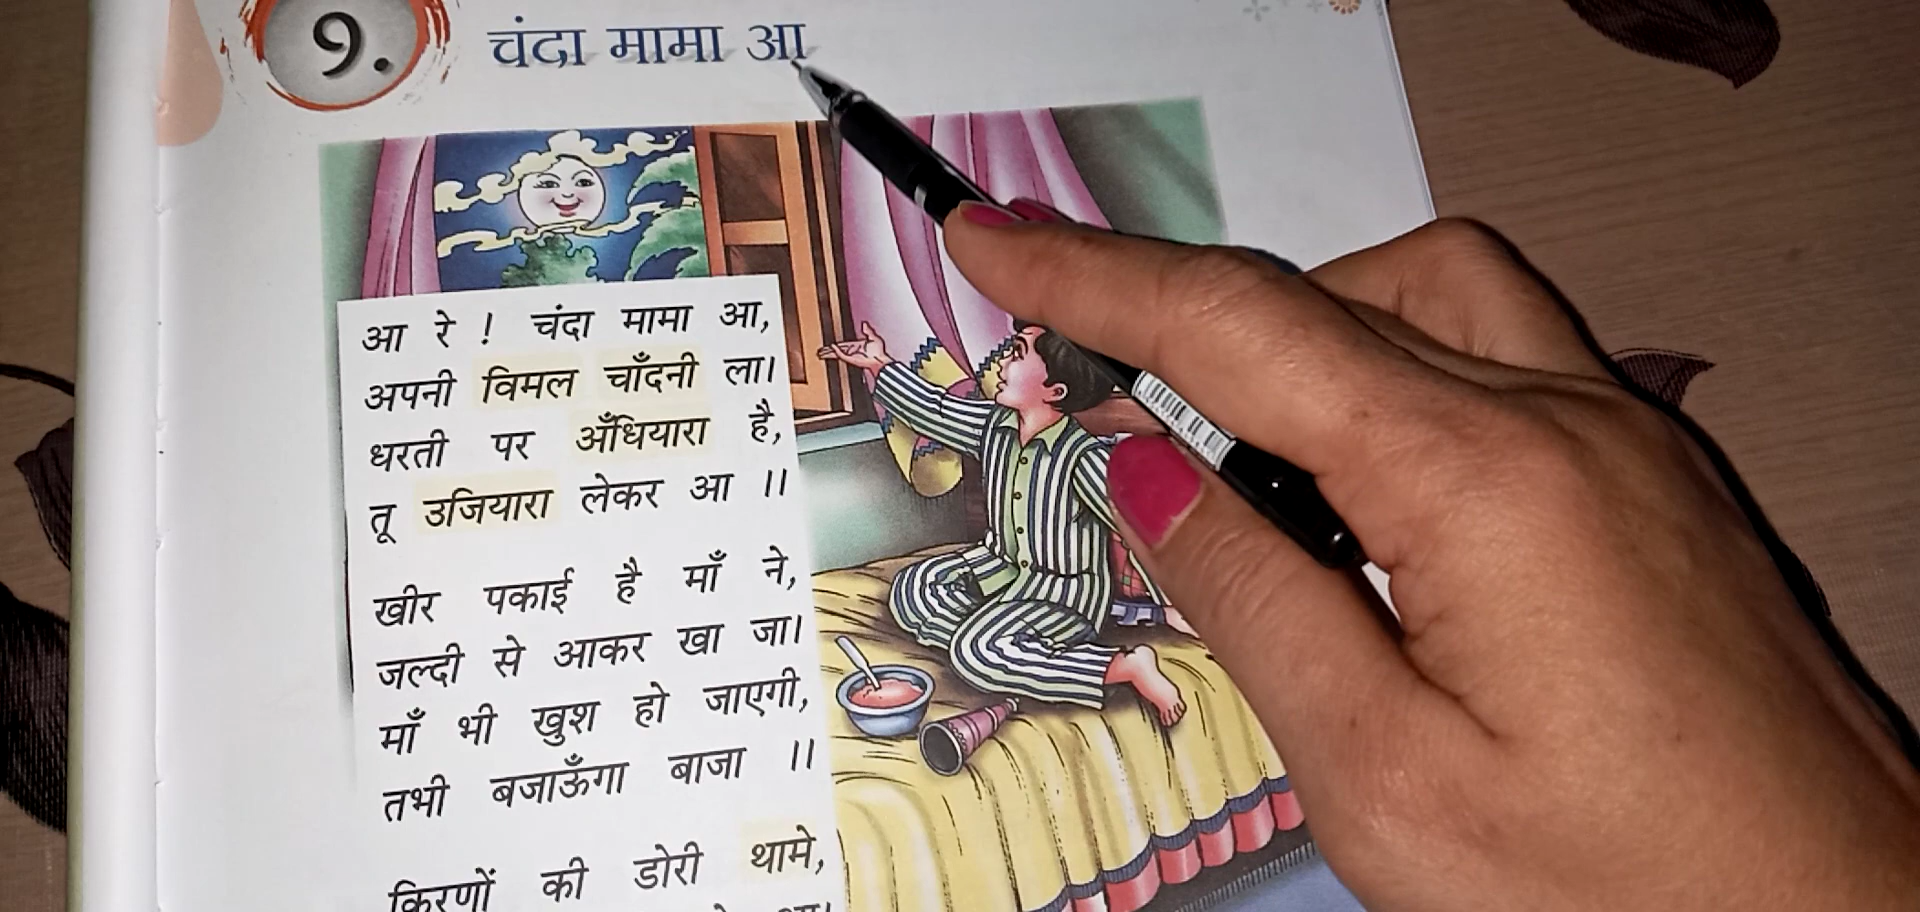 9. चंदा मामा आ
आ रे ! चंदा मामा आ,
अपनी विमल चाँदनी ला।
धरती पर अँधियारा है,
तू उजियारा लेकर आ ।।
खीर पकाई है माँ ने,
जल्दी से आकर खा जा।
माँ भी खुश हो जाएगी,
तभी बजाऊँगा बाजा ।।
किरणों की डोरी थामे,